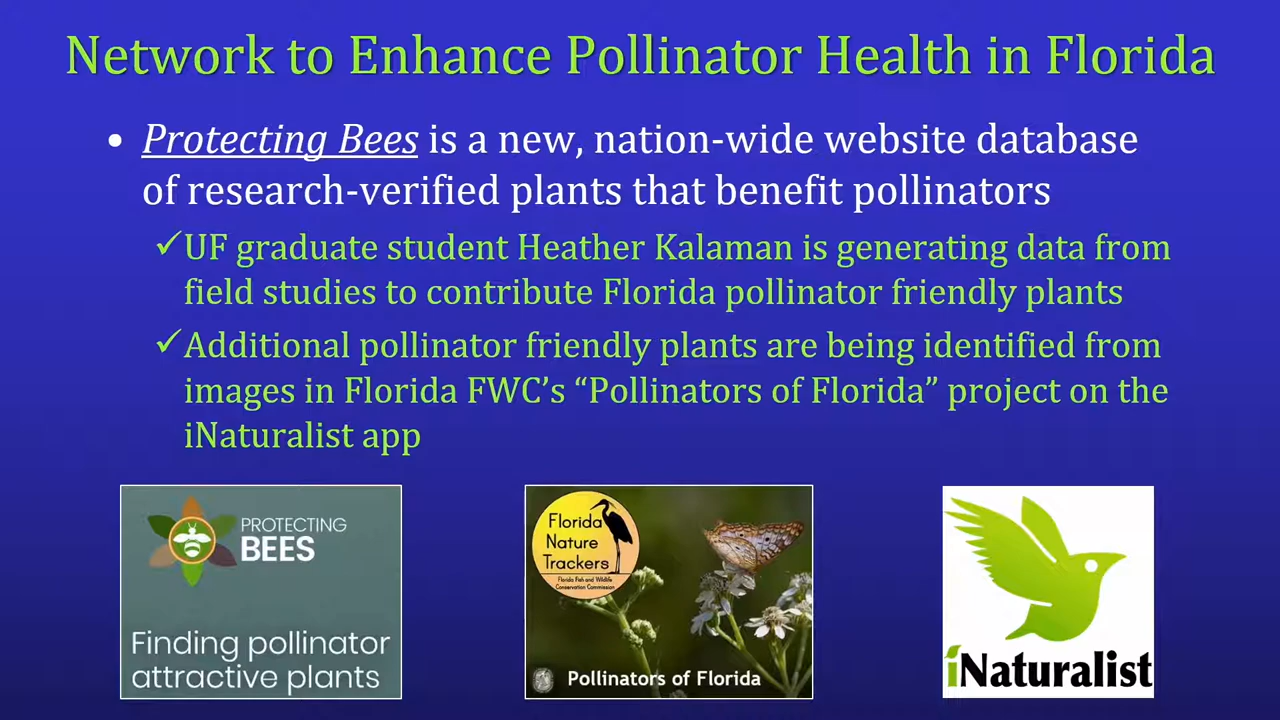 Network to Enhance Pollinator Health in Florida
• Protecting Bees is a new, nation-wide website database
of research-verified plants that benefit pollinators
✓UF graduate student Heather Kalaman is generating data from
field studies to contribute Florida pollinator friendly plants
✓Additional pollinator friendly plants are being identified from
images in Florida FWC’s “Pollinators of Florida” project on the
iNaturalist app
PROTECTING
BEES
Finding pollinator
attractive plants
Florida
Nature
Trackers
Florida Fish and Wildlife
Conservation Commission
Pollinators of Florida
iNaturalist